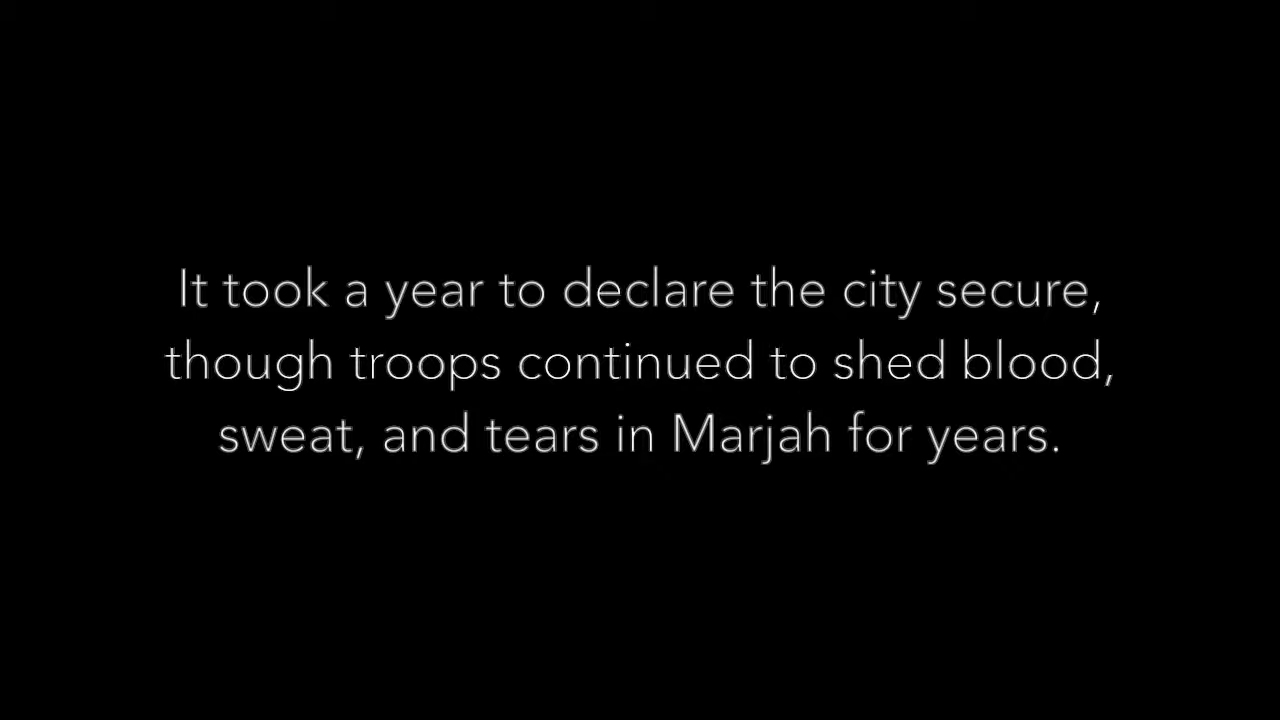 It took a year to declare the city secure,
though troops continued to shed blood,
sweat, and tears in Marjah for years.